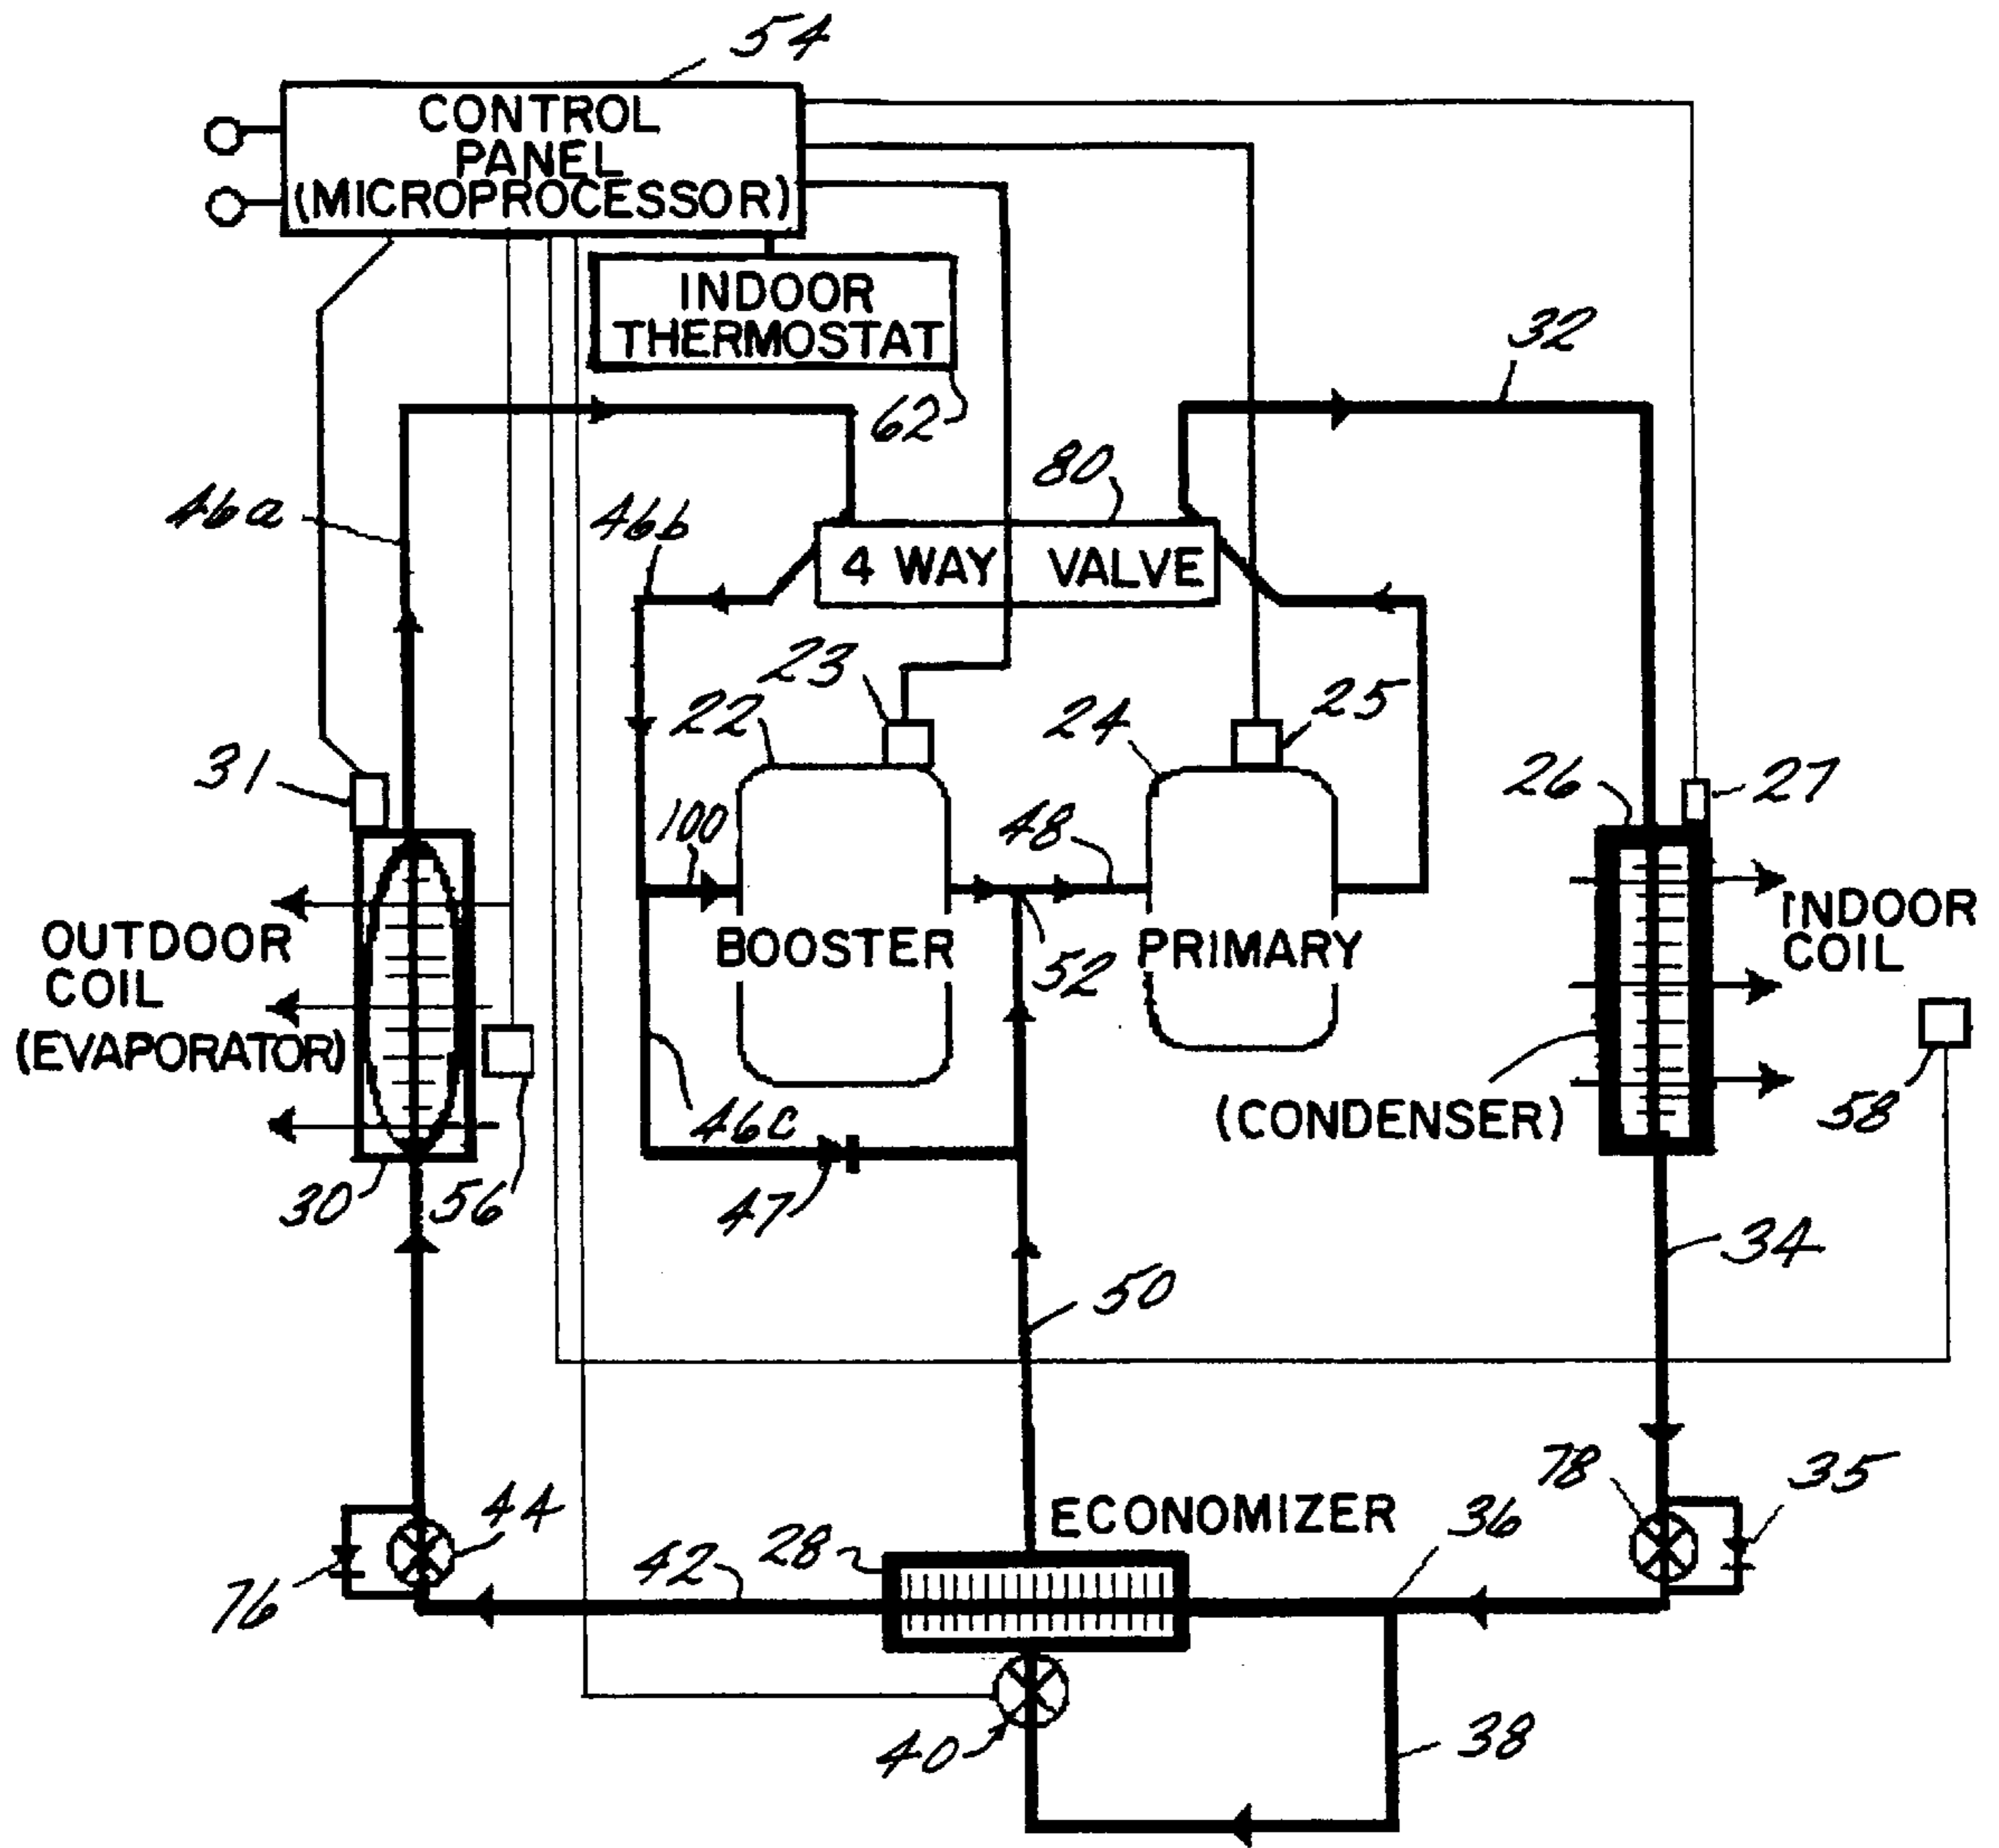 54
CONTROL
PANEL
(MICROPROCESSOR)
INDOOR
THERMOSTAT
32
62
80
46a
46b
4 WAY VALVE
23
22
24
25
31
26
27
100
48
INDOOR
COIL
OUTDOOR
COIL
(EVAPORATOR)
BOOSTER
52
PRIMARY
46c
(CONDENSER)
58
30
56
47
34
50
78
35
44
ECONOMIZER
36
28
42
76
40
38